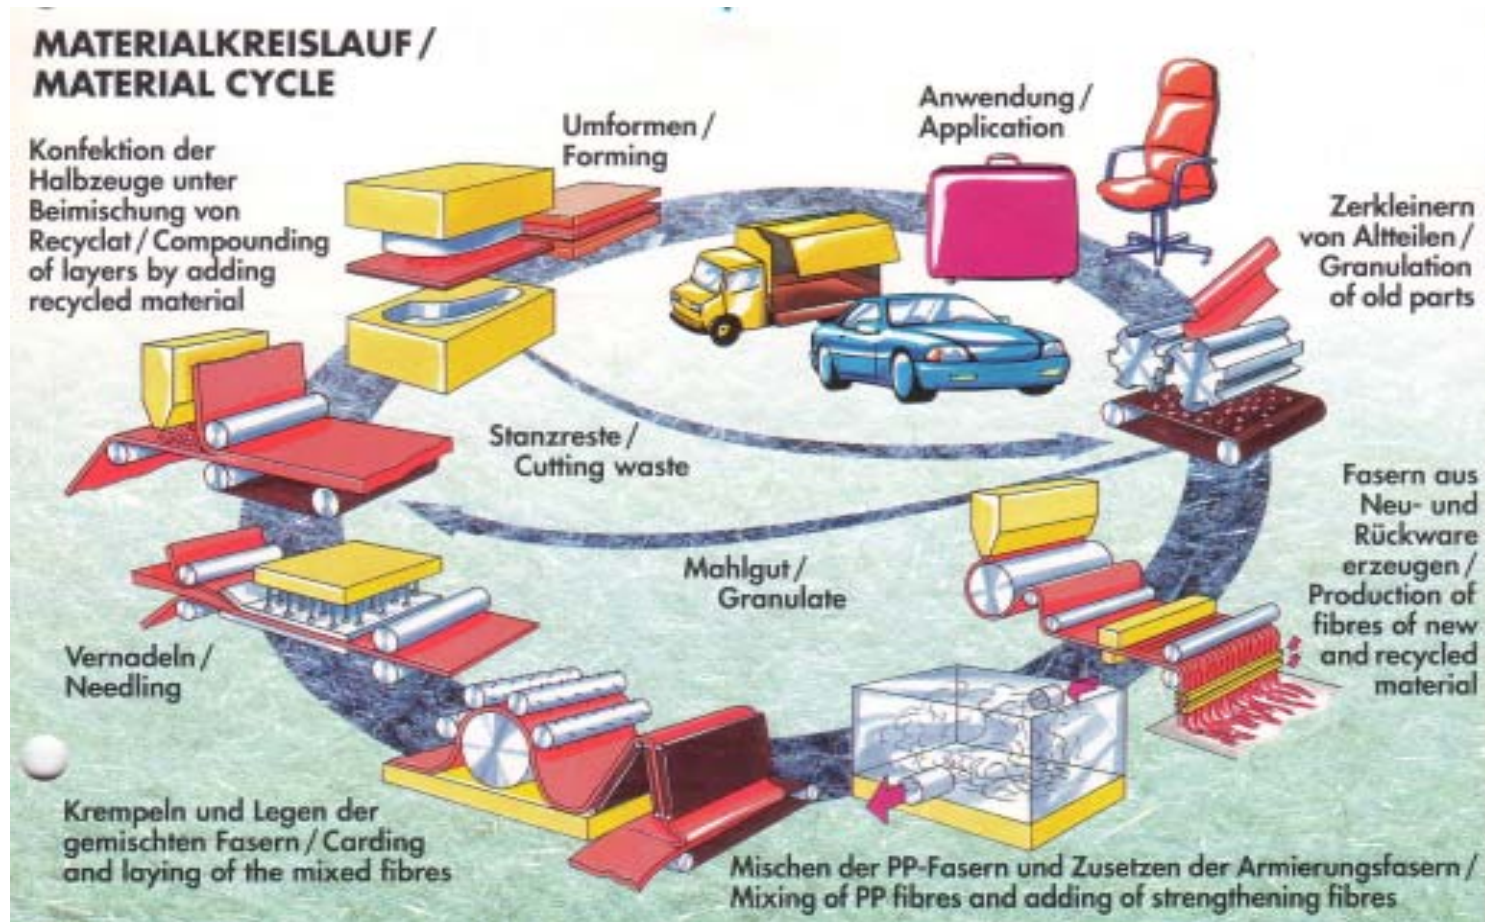 MATERIALKREISLAUF /
MATERIAL CYCLE
Konfektion der
Halbzeuge unter
Beimischung von
Recyclat / Compounding
of layers by adding
recycled material
Umformen /
Forming
Anwendung /
Application
Zerkleinern
von Altteilen /
Granulation
of old parts
Stanzreste /
Cutting waste
Mahlgut /
Granulate
Fasern aus
Neu- und
Rückware
erzeugen /
Production of
fibres of new
and recycled
material
Vernadeln /
Needling
Krempeln und Legen der
gemischten Fasern / Carding
and laying of the mixed fibres
Mischen der PP-Fasern und Zusetzen der Armierungsfasern /
Mixing of PP fibres and adding of strengthening fibres